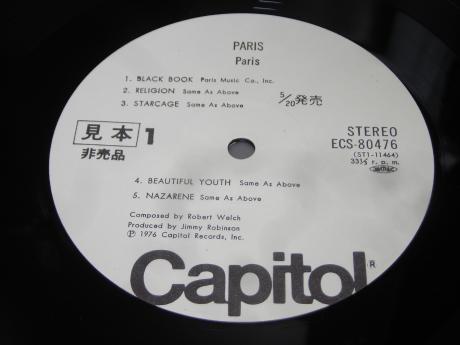 PARIS
Paris
1. BLACK BOOK Paris Music Co., Inc.
2. RELIGION Same As Above
3. STARCAGE Same As Above
5/20発売
見本 1
非売品
STEREO
ECS-80476
(ST1-11464)
33⅓ r. p. m.
4. BEAUTIFUL YOUTH Same As Above
5. NAZARENE Same As Above
Composed by Robert Welch
Produced by Jimmy Robinson
Ⓟ 1976 Capitol Records, Inc.
Capitol®